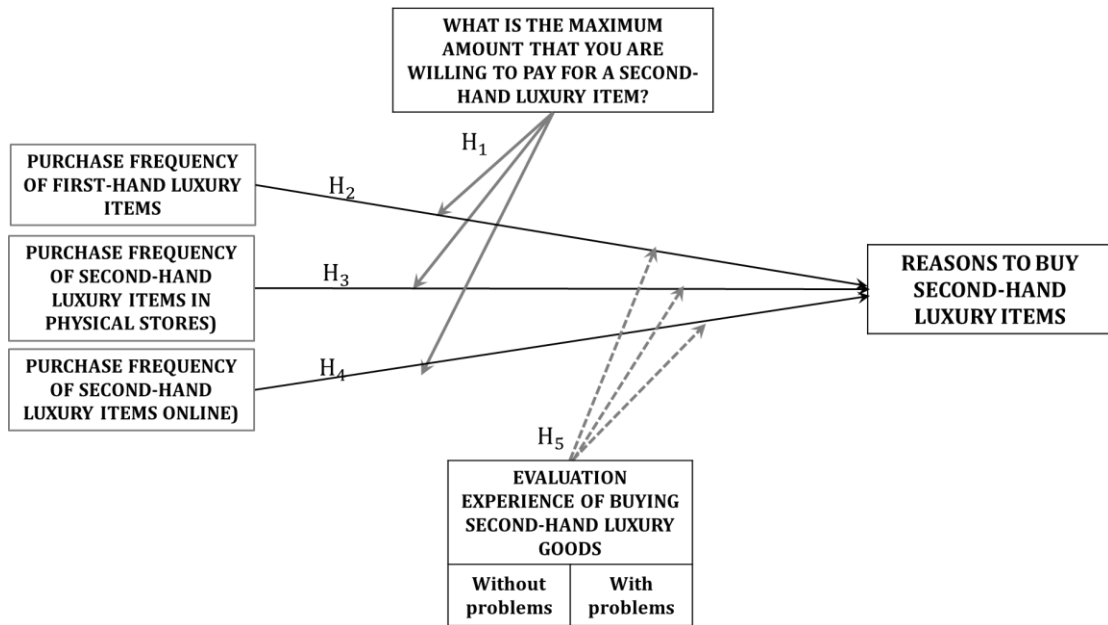 WHAT IS THE MAXIMUM
AMOUNT THAT YOU ARE
WILLING TO PAY FOR A SECOND-
HAND LUXURY ITEM?
H₁
PURCHASE FREQUENCY
OF FIRST-HAND LUXURY
ITEMS
H₂
PURCHASE FREQUENCY
OF SECOND-HAND
LUXURY ITEMS IN
PHYSICAL STORES)
H₃
REASONS TO BUY
SECOND-HAND
LUXURY ITEMS
PURCHASE FREQUENCY
OF SECOND-HAND
LUXURY ITEMS ONLINE)
H₄
H₅
EVALUATION
EXPERIENCE OF BUYING
SECOND-HAND LUXURY
GOODS
Without
problems
With
problems